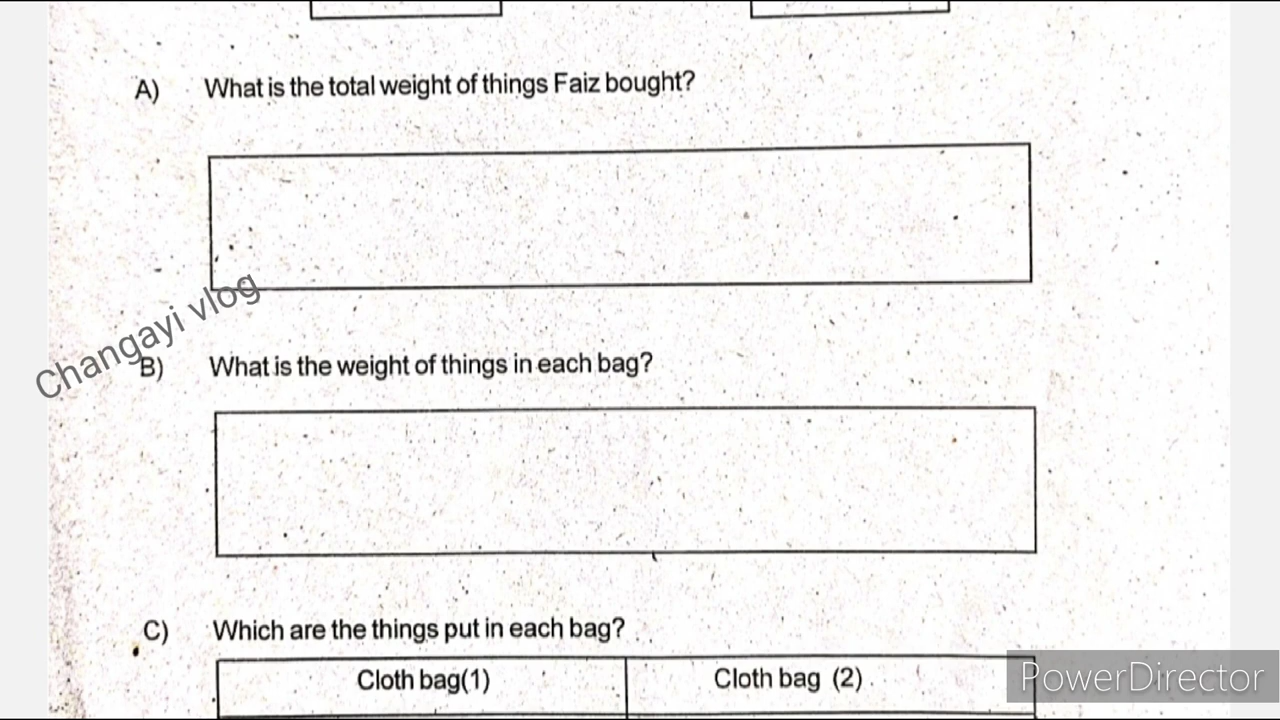 A) What is the total weight of things Faiz bought?
Changayi vlog
B) What is the weight of things in each bag?
C) Which are the things put in each bag?
Cloth bag(1) Cloth bag (2)
PowerDirector